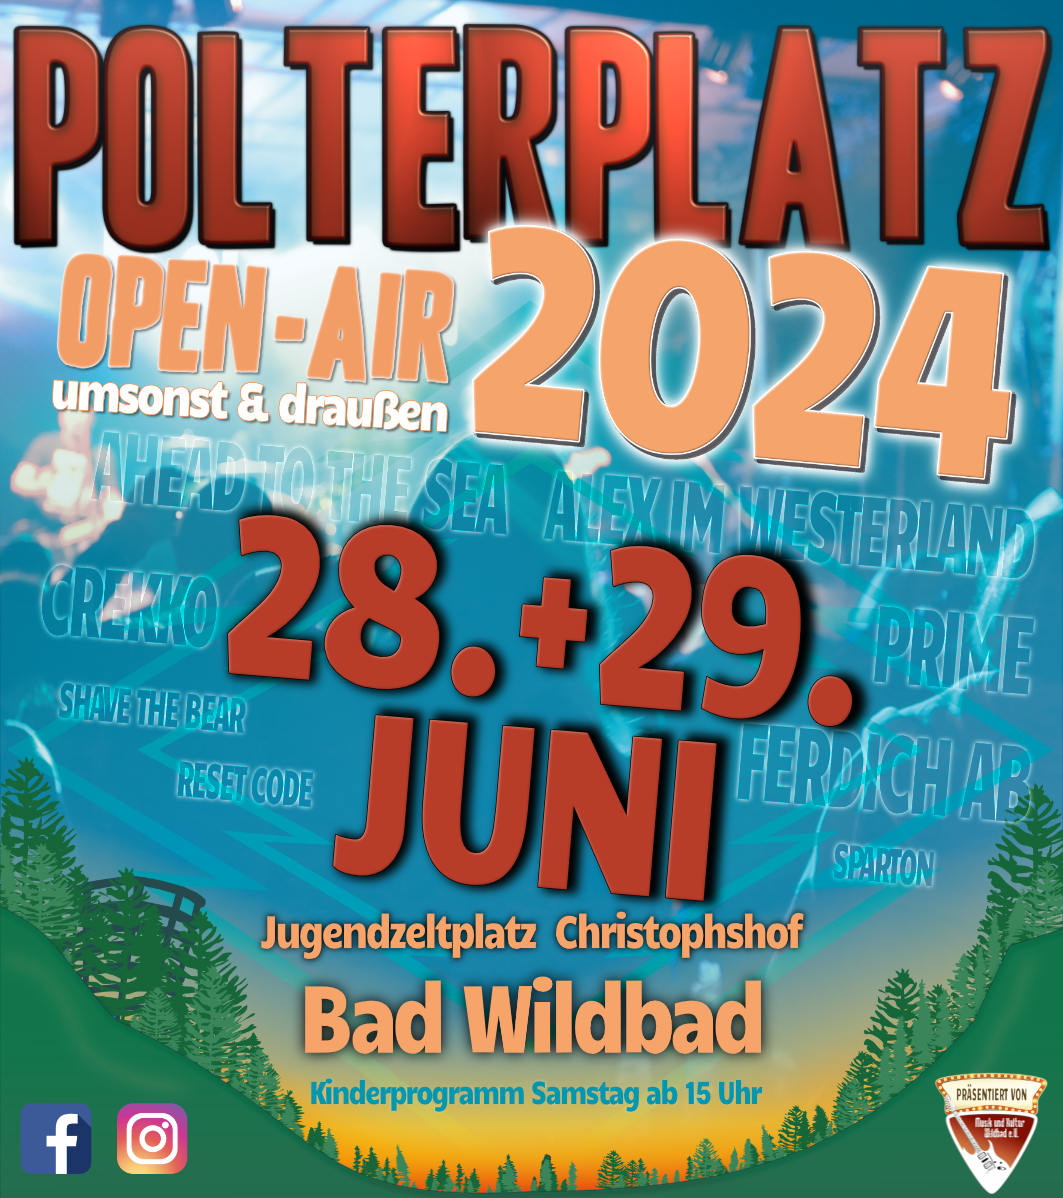 POLTERPLATZ
OPEN-AIR
2024
umsonst & draußen
AHEAD TO THE SEA
ALEX IM WESTERLAND
CREKKO
28.+29.
PRIME
SHAVE THE BEAR
JUNI
FERDICH AB
RESET CODE
SPARTON
Jugendzeltplatz Christophshof
Bad Wildbad
Kinderprogramm Samstag ab 15 Uhr
PRÄSENTIERT VON
Musik und Kultur
Wildbad e.V.